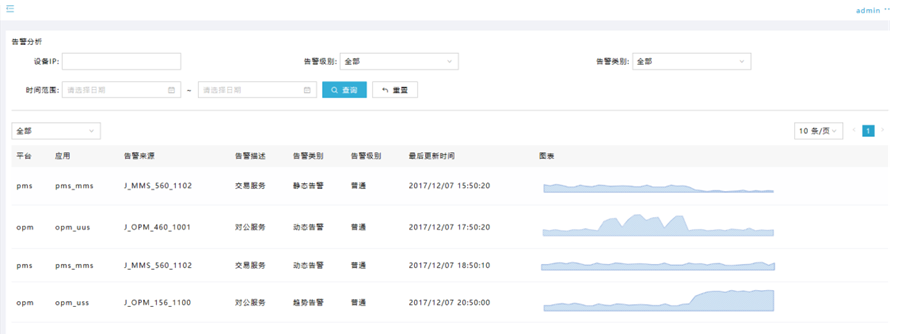 admin
告警分析
设备IP: 告警级别: 全部 告警类别: 全部
时间范围: 请选择日期 ~ 请选择日期 查询 重置
全部 10 条/页 1
平台 应用 告警来源 告警描述 告警类别 告警级别 最后更新时间 图表
pms pms_mms J_MMS_560_1102 交易服务 静态告警 普通 2017/12/07 15:50:20
opm opm_uus J_OPM_460_1001 对公服务 动态告警 普通 2017/12/07 17:50:20
pms pms_mms J_MMS_560_1102 交易服务 动态告警 普通 2017/12/07 18:50:10
opm opm_uss J_OPM_156_1100 对公服务 趋势告警 普通 2017/12/07 20:50:00